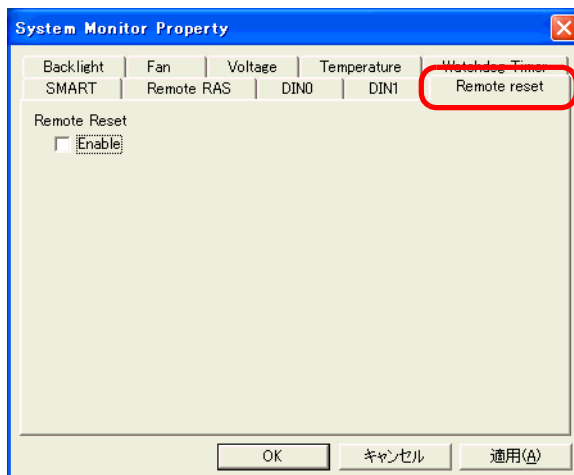 System Monitor Property
Backlight Fan Voltage Temperature Watchdog Timer
SMART Remote RAS DIN0 DIN1 Remote reset
Remote Reset
Enable
OK キャンセル 適用(A)